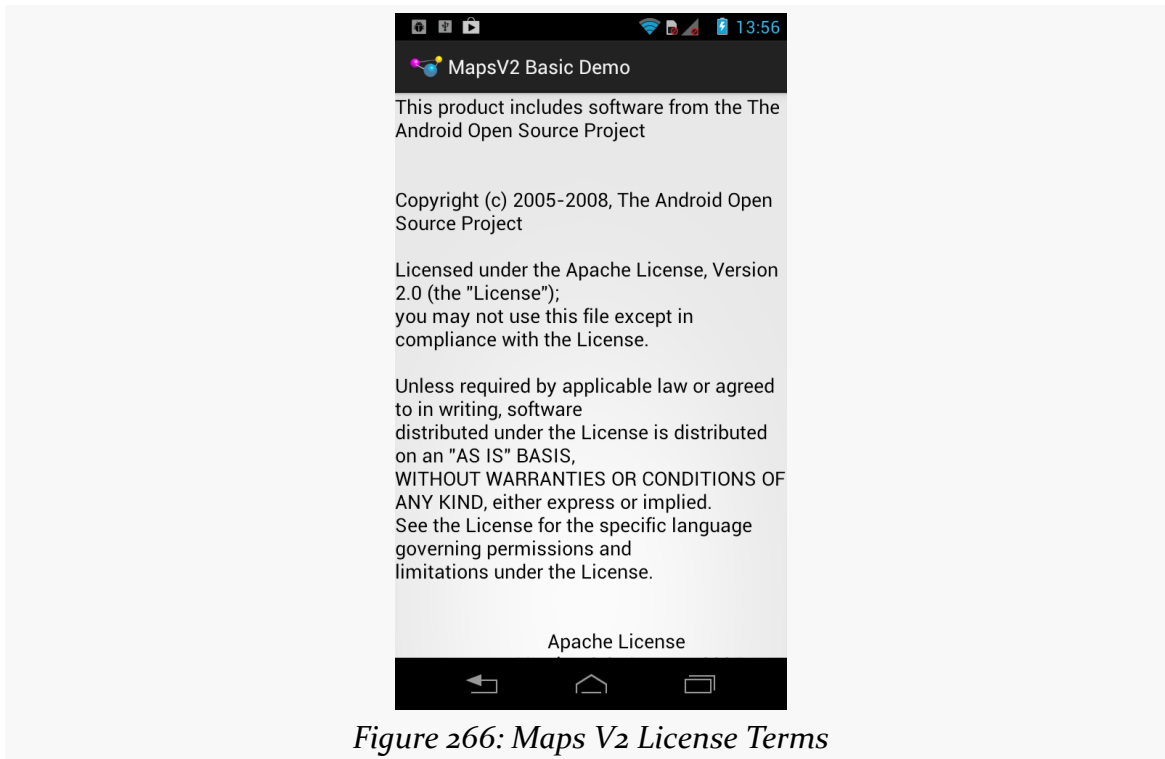 13:56
MapsV2 Basic Demo
This product includes software from the The
Android Open Source Project
Copyright (c) 2005-2008, The Android Open
Source Project
Licensed under the Apache License, Version
2.0 (the "License");
you may not use this file except in
compliance with the License.
Unless required by applicable law or agreed
to in writing, software
distributed under the License is distributed
on an "AS IS" BASIS,
WITHOUT WARRANTIES OR CONDITIONS OF
ANY KIND, either express or implied.
See the License for the specific language
governing permissions and
limitations under the License.
Apache License
Figure 266: Maps V2 License Terms